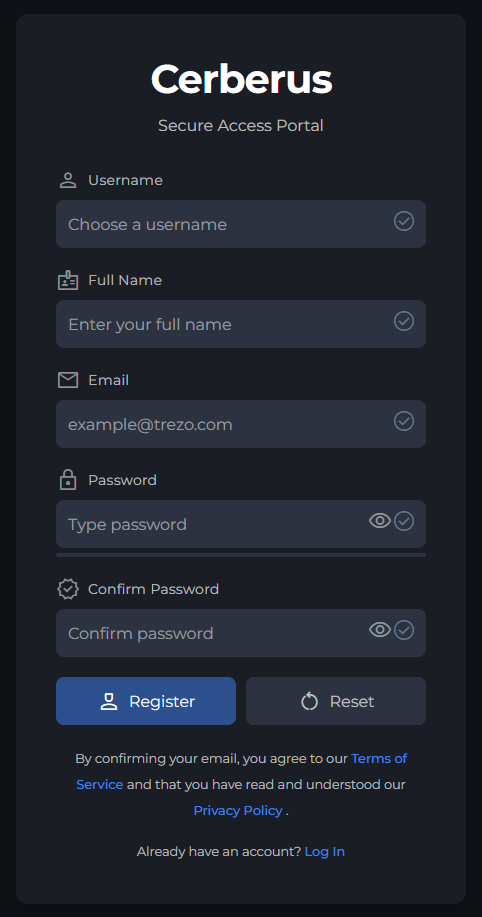 Cerberus
Secure Access Portal
Username
Choose a username
Full Name
Enter your full name
Email
example@trezo.com
Password
Type password
Confirm Password
Confirm password
Register
Reset
By confirming your email, you agree to our Terms of
Service and that you have read and understood our
Privacy Policy .
Already have an account? Log In